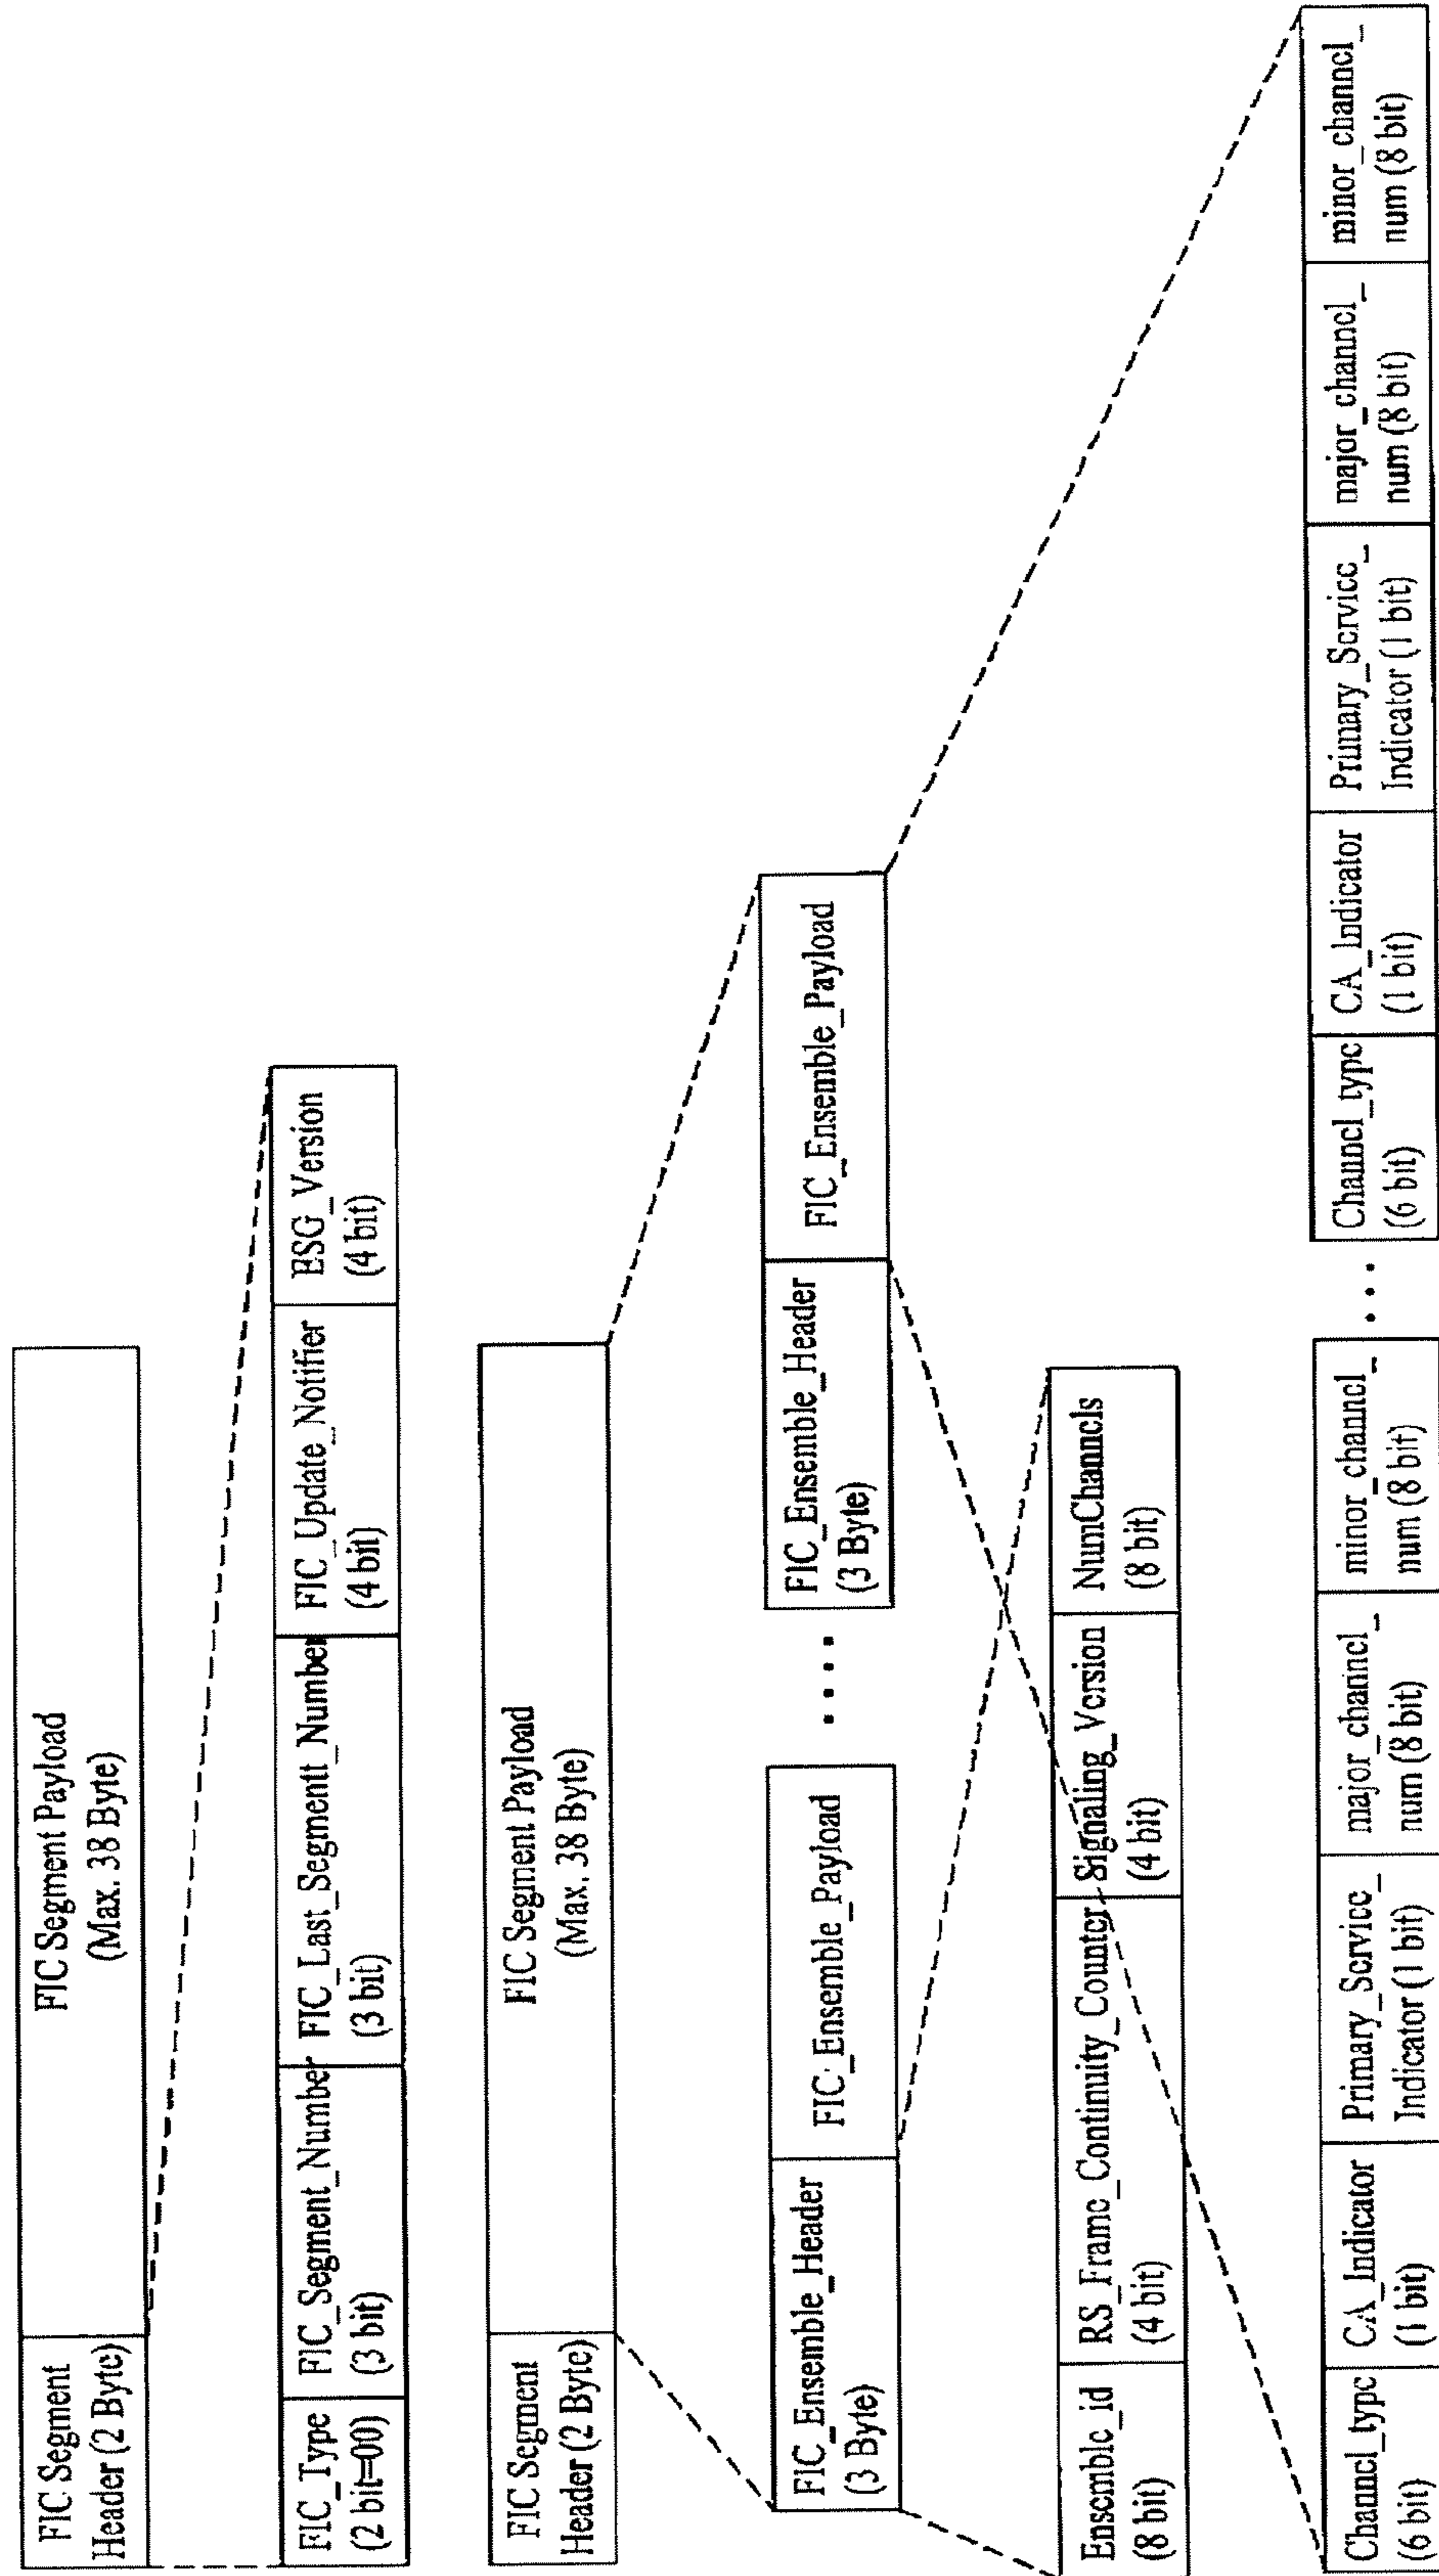 FIC Segment
Header (2 Byte)
FIC Segment Payload
(Max. 38 Byte)
FIC_Type
(2 bit=00)
FIC_Segment_Number
(3 bit)
FIC_Last_Segmentt_Number
(3 bit)
FIC_Update_Notifier
(4 bit)
ESG_Version
(4 bit)
FIC Segment
Header (2 Byte)
FIC Segment Payload
(Max. 38 Byte)
FIC_Ensemble_Header
(3 Byte)
FIC_Ensemble_Payload
....
FIC_Ensemble_Header
(3 Byte)
FIC_Ensemble_Payload
Ensemble_id
(8 bit)
RS_Frame_Continuity_Counter
(4 bit)
Signaling_Version
(4 bit)
NumChannels
(8 bit)
Channel_type
(6 bit)
CA_Indicator
(1 bit)
Primary_Service_
Indicator (1 bit)
major_channel_
num (8 bit)
minor_channel_
num (8 bit)
...
Channel_type
(6 bit)
CA_Indicator
(1 bit)
Primary_Service_
Indicator (1 bit)
major_channel_
num (8 bit)
minor_channel_
num (8 bit)